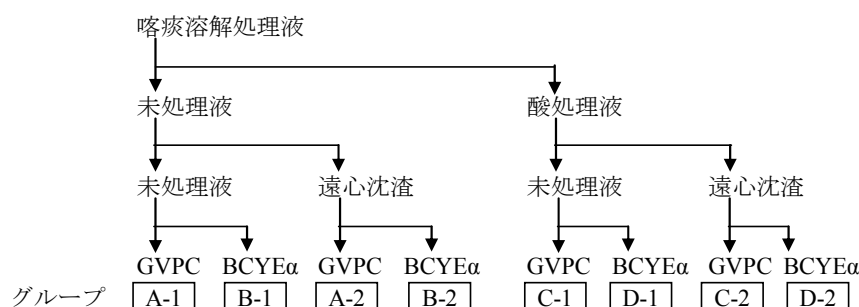 喀痰溶解処理液
未処理液 酸処理液
未処理液 遠心沈渣 未処理液 遠心沈渣
GVPC BCYEα GVPC BCYEα GVPC BCYEα GVPC BCYEα
グループ A-1 B-1 A-2 B-2 C-1 D-1 C-2 D-2